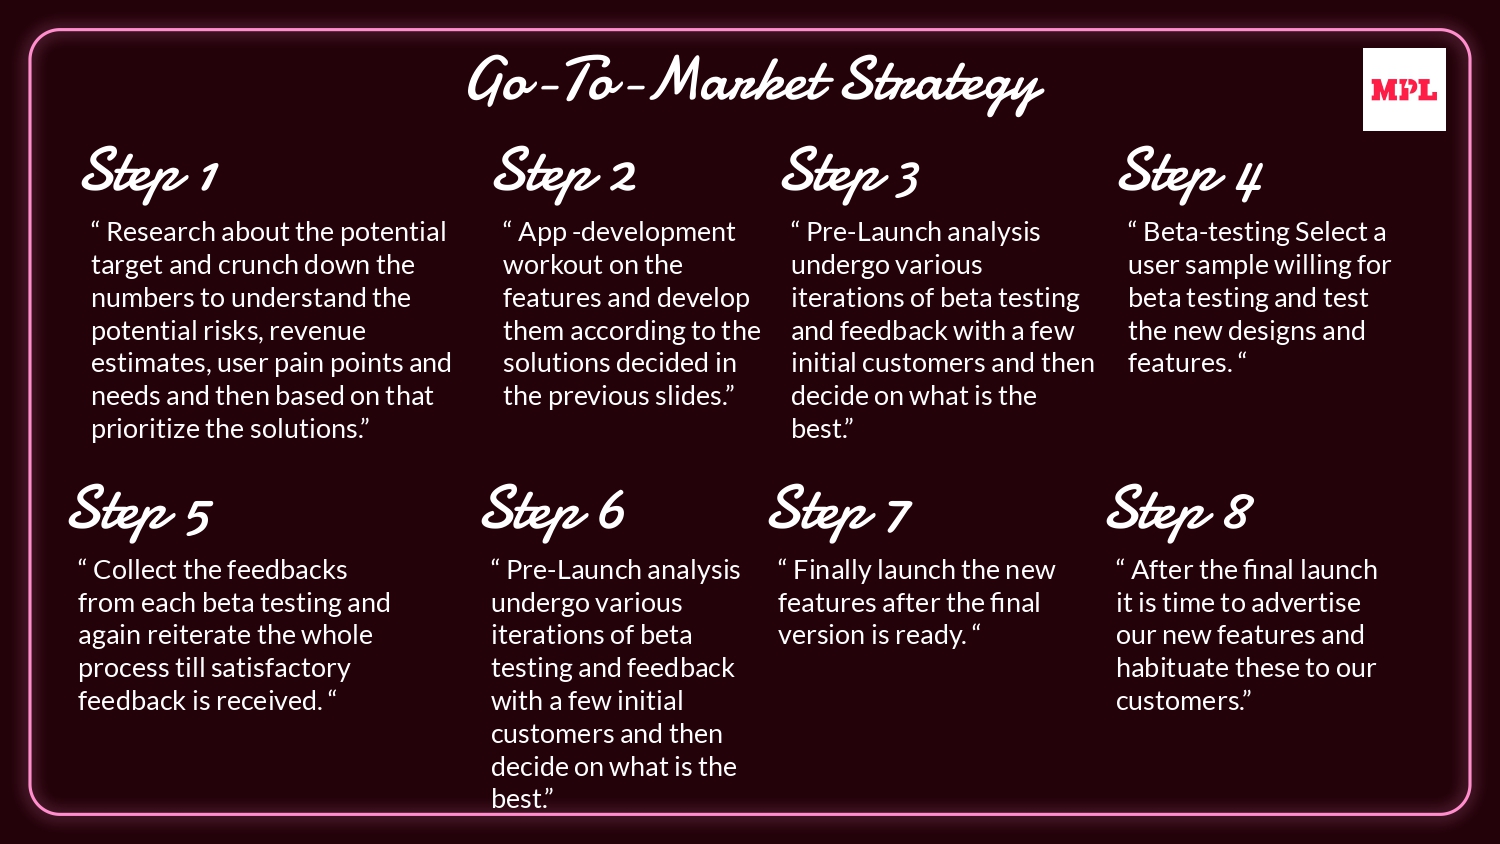 Go-To-Market Strategy
MPL
Step 1
“ Research about the potential
target and crunch down the
numbers to understand the
potential risks, revenue
estimates, user pain points and
needs and then based on that
prioritize the solutions.”
Step 2
“ App -development
workout on the
features and develop
them according to the
solutions decided in
the previous slides.”
Step 3
“ Pre-Launch analysis
undergo various
iterations of beta testing
and feedback with a few
initial customers and then
decide on what is the
best.”
Step 4
“ Beta-testing Select a
user sample willing for
beta testing and test
the new designs and
features. “
Step 5
“ Collect the feedbacks
from each beta testing and
again reiterate the whole
process till satisfactory
feedback is received. “
Step 6
“ Pre-Launch analysis
undergo various
iterations of beta
testing and feedback
with a few initial
customers and then
decide on what is the
best.”
Step 7
“ Finally launch the new
features after the final
version is ready. “
Step 8
“ After the final launch
it is time to advertise
our new features and
habituate these to our
customers.”